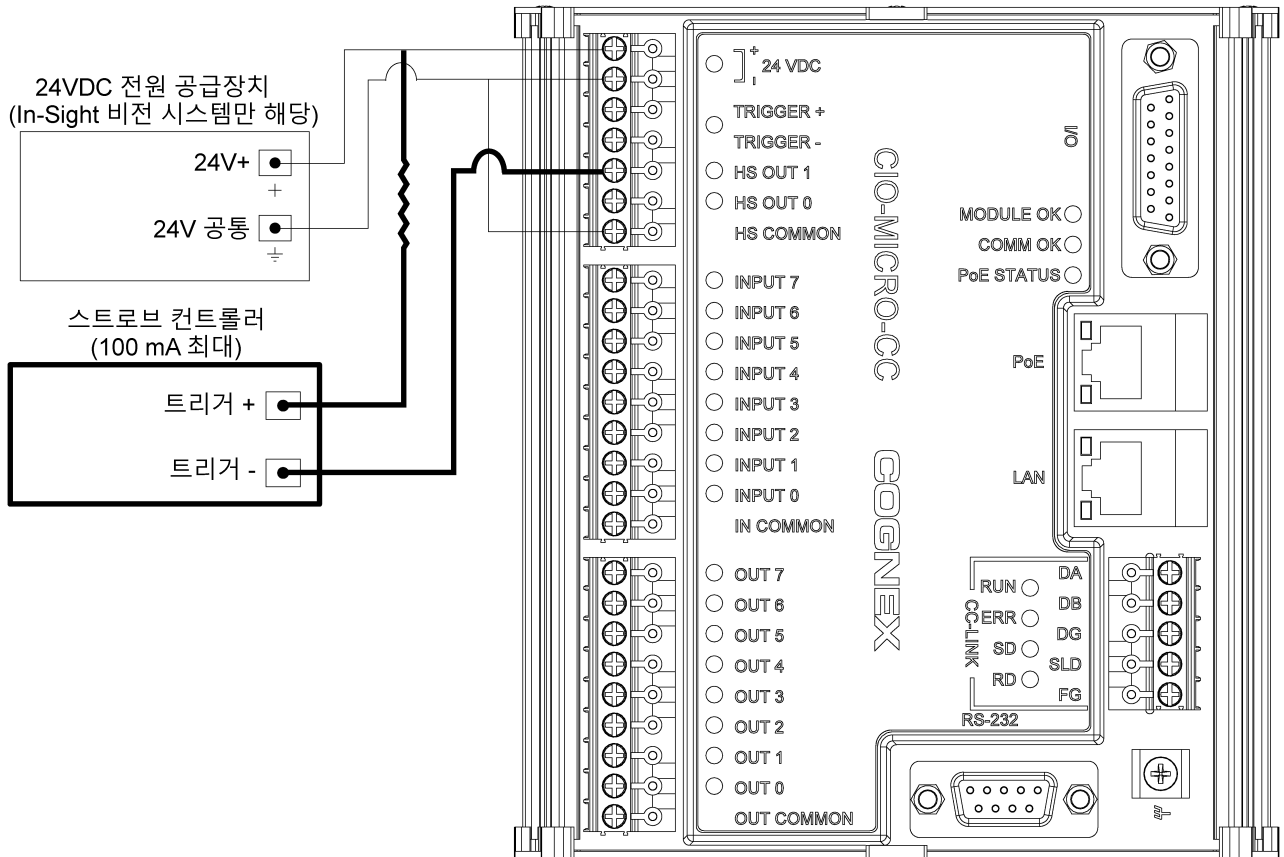 24VDC 전원 공급장치
(In-Sight 비전 시스템만 해당)
24V+
+
24V 공통
스트로브 컨트롤러
(100 mA 최대)
트리거 +
트리거 -
+
24 VDC
-
TRIGGER +
TRIGGER -
HS OUT 1
HS OUT 0
HS COMMON
INPUT 7
INPUT 6
INPUT 5
INPUT 4
INPUT 3
INPUT 2
INPUT 1
INPUT 0
IN COMMON
OUT 7
OUT 6
OUT 5
OUT 4
OUT 3
OUT 2
OUT 1
OUT 0
OUT COMMON
CIO-MICRO-CC
COGNEX
I/O
MODULE OK
COMM OK
PoE STATUS
PoE
LAN
CC-LINK
RUN
ERR
SD
RD
DA
DB
DG
SLD
FG
RS-232